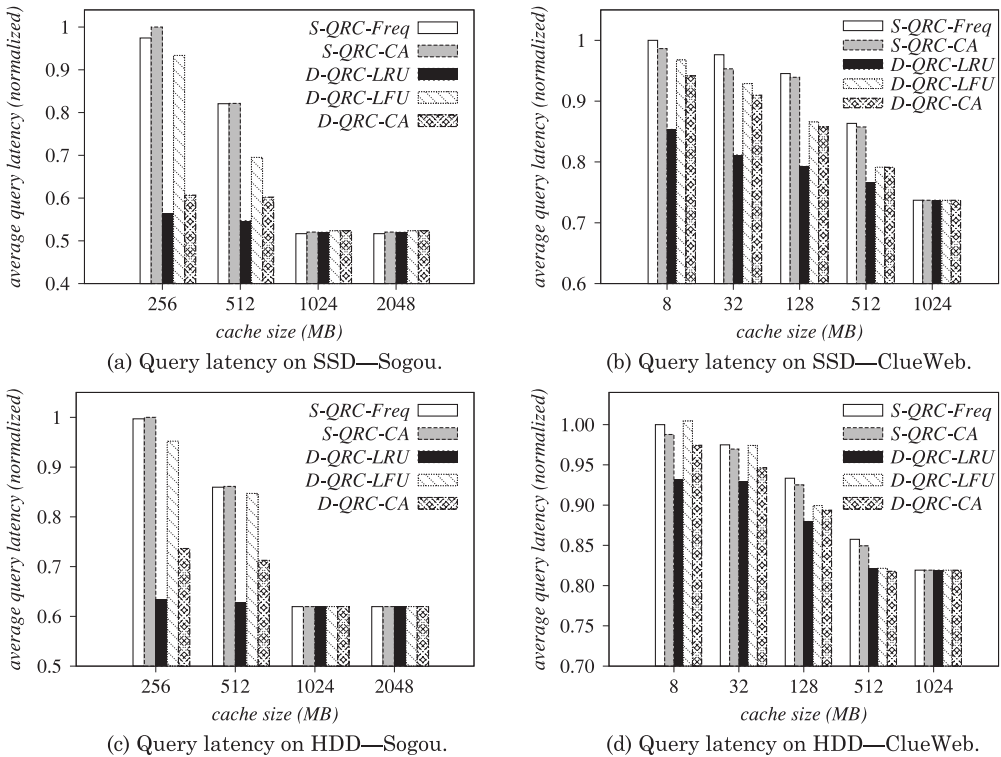 average query latency (normalized)
1
0.9
0.8
0.7
0.6
0.5
0.4
S-QRC-Freq
S-QRC-CA
D-QRC-LRU
D-QRC-LFU
D-QRC-CA
256 512 1024 2048
cache size (MB)
(a) Query latency on SSD—Sogou.
average query latency (normalized)
1
0.9
0.8
0.7
0.6
S-QRC-Freq
S-QRC-CA
D-QRC-LRU
D-QRC-LFU
D-QRC-CA
8 32 128 512 1024
cache size (MB)
(b) Query latency on SSD—ClueWeb.
average query latency (normalized)
1
0.9
0.8
0.7
0.6
0.5
S-QRC-Freq
S-QRC-CA
D-QRC-LRU
D-QRC-LFU
D-QRC-CA
256 512 1024 2048
cache size (MB)
(c) Query latency on HDD—Sogou.
average query latency (normalized)
1.00
0.95
0.90
0.85
0.80
0.75
0.70
S-QRC-Freq
S-QRC-CA
D-QRC-LRU
D-QRC-LFU
D-QRC-CA
8 32 128 512 1024
cache size (MB)
(d) Query latency on HDD—ClueWeb.